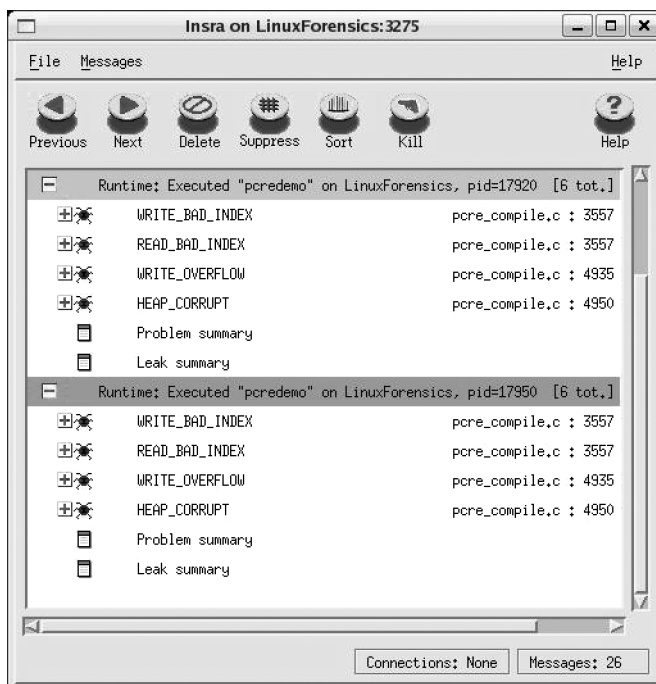 Insra on LinuxForensics:3275
File Messages Help
Previous Next Delete Suppress Sort Kill Help
Runtime: Executed "pcredemo" on LinuxForensics, pid=17920 [6 tot.]
WRITE_BAD_INDEX pcre_compile.c : 3557
READ_BAD_INDEX pcre_compile.c : 3557
WRITE_OVERFLOW pcre_compile.c : 4935
HEAP_CORRUPT pcre_compile.c : 4950
Problem summary
Leak summary
Runtime: Executed "pcredemo" on LinuxForensics, pid=17950 [6 tot.]
WRITE_BAD_INDEX pcre_compile.c : 3557
READ_BAD_INDEX pcre_compile.c : 3557
WRITE_OVERFLOW pcre_compile.c : 4935
HEAP_CORRUPT pcre_compile.c : 4950
Problem summary
Leak summary
Connections: None Messages: 26